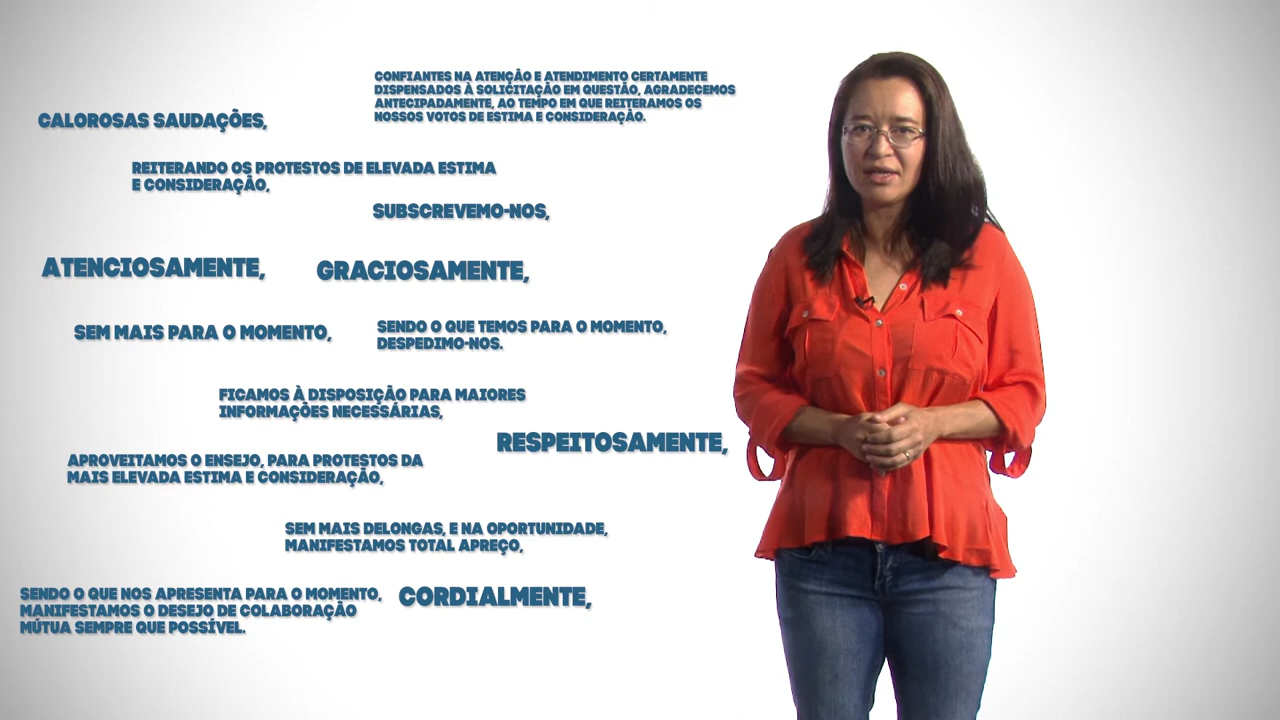 CONFIANTES NA ATENÇÃO E ATENDIMENTO CERTAMENTE
DISPENSADOS À SOLICITAÇÃO EM QUESTÃO, AGRADECEMOS
ANTECIPADAMENTE, AO TEMPO EM QUE REITERAMOS OS
NOSSOS VOTOS DE ESTIMA E CONSIDERAÇÃO.
CALOROSAS SAUDAÇÕES,
REITERANDO OS PROTESTOS DE ELEVADA ESTIMA
E CONSIDERAÇÃO,
SUBSCREVEMO-NOS,
ATENCIOSAMENTE,
GRACIOSAMENTE,
SEM MAIS PARA O MOMENTO,
SENDO O QUE TEMOS PARA O MOMENTO,
DESPEDIMO-NOS.
FICAMOS À DISPOSIÇÃO PARA MAIORES
INFORMAÇÕES NECESSÁRIAS,
RESPEITOSAMENTE,
APROVEITAMOS O ENSEJO, PARA PROTESTOS DA
MAIS ELEVADA ESTIMA E CONSIDERAÇÃO,
SEM MAIS DELONGAS, E NA OPORTUNIDADE,
MANIFESTAMOS TOTAL APREÇO,
SENDO O QUE NOS APRESENTA PARA O MOMENTO,
MANIFESTAMOS O DESEJO DE COLABORAÇÃO
MÚTUA SEMPRE QUE POSSÍVEL.
CORDIALMENTE,